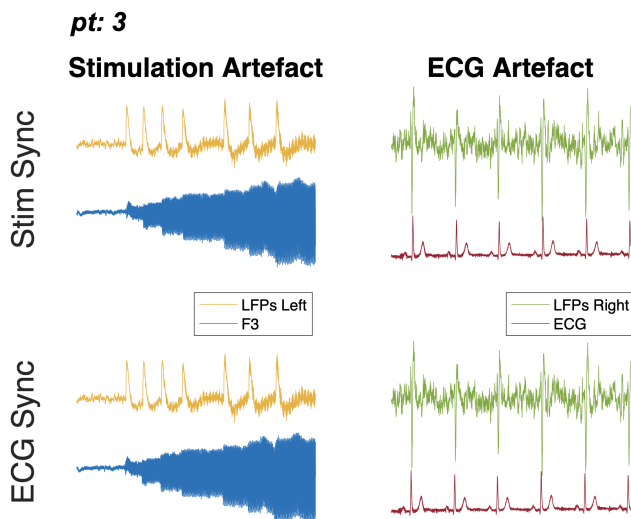 pt: 3
Stimulation Artefact
ECG Artefact
Stim Sync
LFPs Left
F3
LFPs Right
ECG
ECG Sync